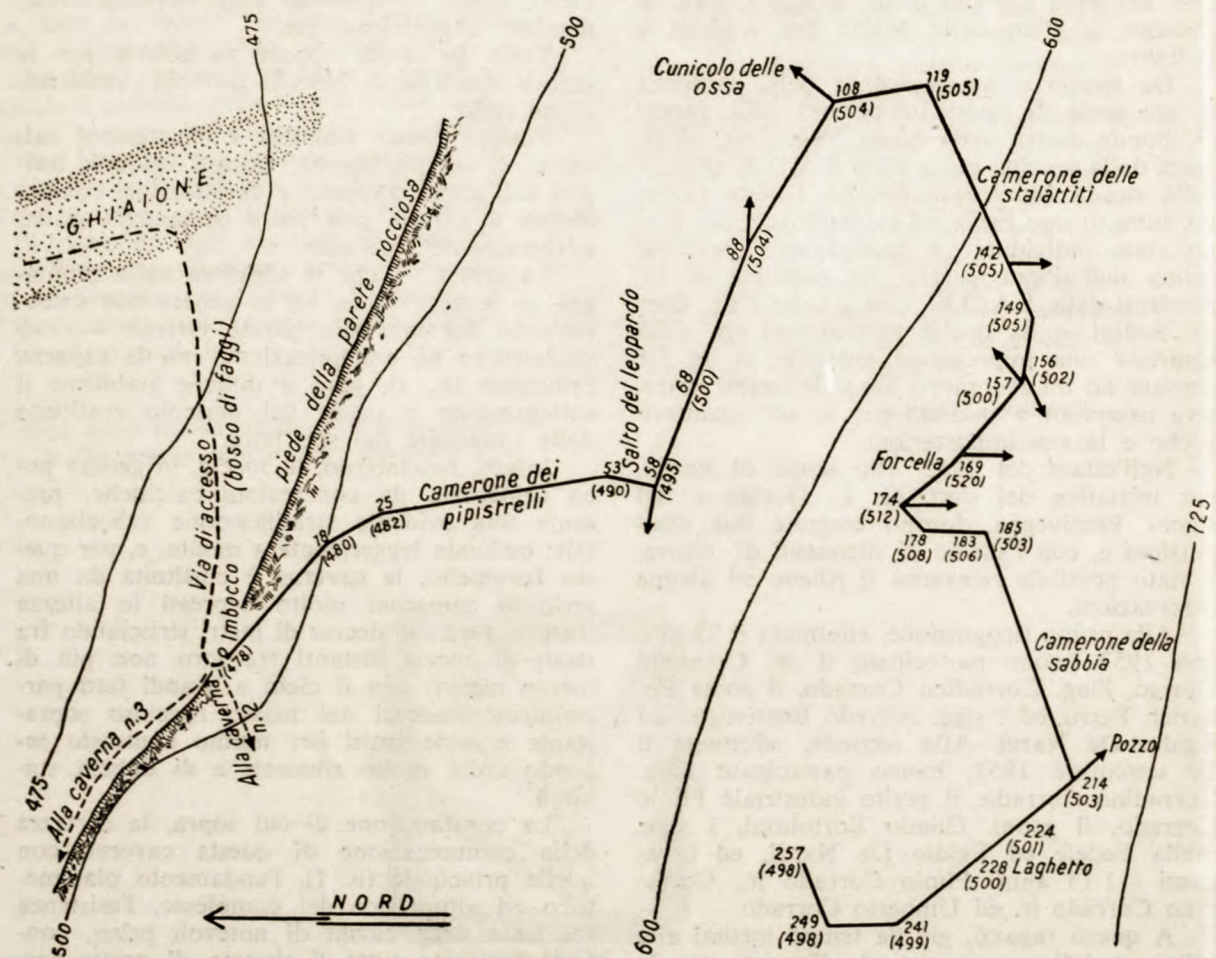 475
500
600
Cunicolo delle
ossa
108
(504)
119
(505)
GHIAIONE
Camerone delle
stalattiti
piede della parete rocciosa
88
(504)
142
(505)
149
(505)
156
(502)
157
(500)
Via di accesso
(bosco di faggi)
Salto del leopardo
68
(500)
Forcella
169
(520)
174
(512)
53
(490)
58
(495)
Camerone dei
pipistrelli
25
(482)
18
(480)
178
(508)
183
(506)
185
(503)
725
Imbocco
0
(478)
Camerone della
sabbia
Alla caverna n.2
Alla caverna n.3
475
Pozzo
214
(503)
224
(501)
228
(500)
Laghetto
257
(498)
249
(498)
241
(499)
NORD
500
600